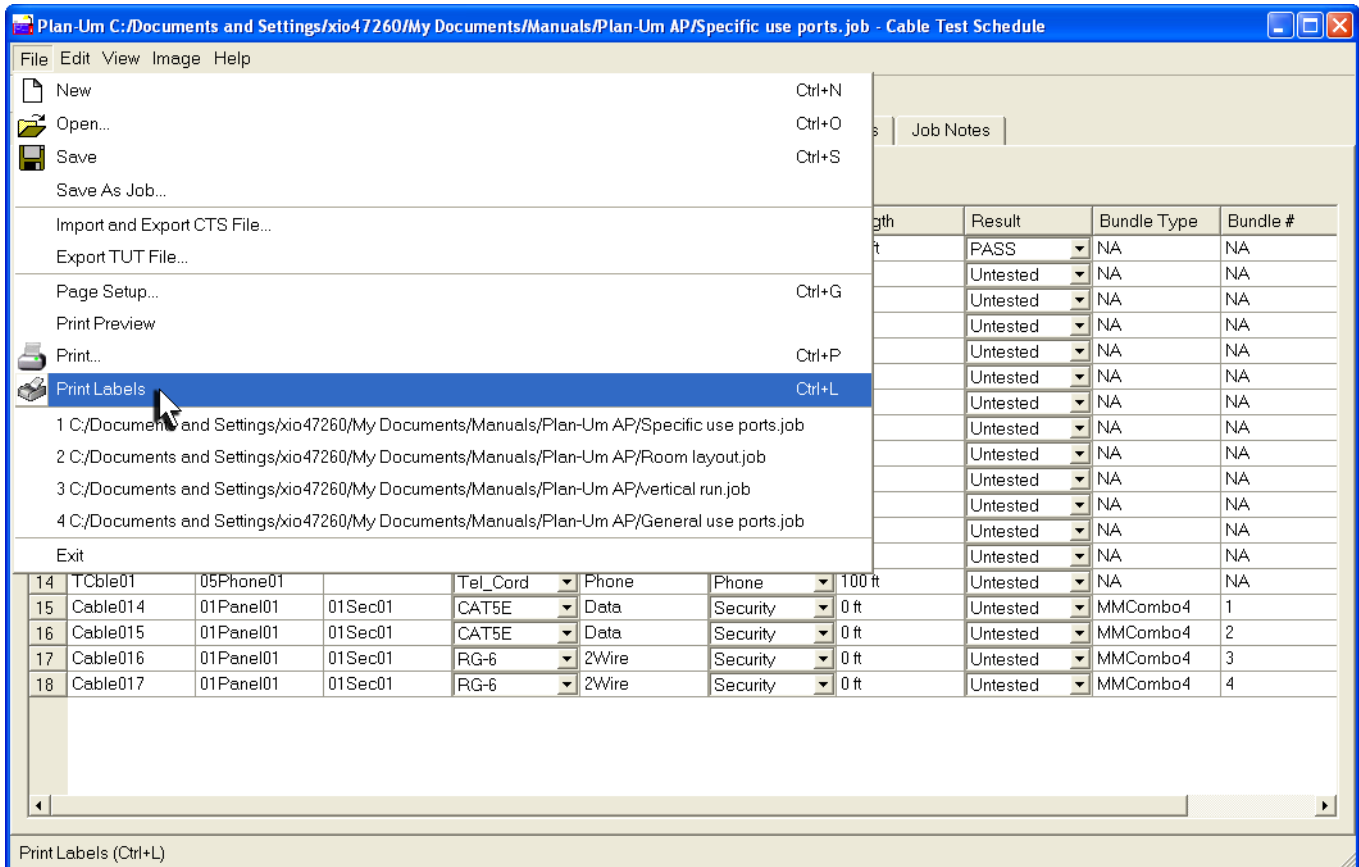 Plan-Um C:/Documents and Settings/xio47260/My Documents/Manuals/Plan-Um AP/Specific use ports.job - Cable Test Schedule
File Edit View Image Help
New Ctrl+N
Open... Ctrl+O
Save Ctrl+S
Save As Job...
Import and Export CTS File...
Export TUT File...
Page Setup... Ctrl+G
Print Preview
Print... Ctrl+P
Print Labels Ctrl+L
1 C:/Documents and Settings/xio47260/My Documents/Manuals/Plan-Um AP/Specific use ports.job
2 C:/Documents and Settings/xio47260/My Documents/Manuals/Plan-Um AP/Room layout.job
3 C:/Documents and Settings/xio47260/My Documents/Manuals/Plan-Um AP/vertical run.job
4 C:/Documents and Settings/xio47260/My Documents/Manuals/Plan-Um AP/General use ports.job
Exit
s Job Notes
gth Result Bundle Type Bundle #
ft PASS NA NA
Untested NA NA
Untested NA NA
Untested NA NA
Untested NA NA
Untested NA NA
Untested NA NA
Untested NA NA
Untested NA NA
Untested NA NA
Untested NA NA
Untested NA NA
Untested NA NA
14 TCble01 05Phone01 Tel_Cord Phone Phone 100 ft Untested NA NA
15 Cable014 01Panel01 01Sec01 CAT5E Data Security 0 ft Untested MMCombo4 1
16 Cable015 01Panel01 01Sec01 CAT5E Data Security 0 ft Untested MMCombo4 2
17 Cable016 01Panel01 01Sec01 RG-6 2Wire Security 0 ft Untested MMCombo4 3
18 Cable017 01Panel01 01Sec01 RG-6 2Wire Security 0 ft Untested MMCombo4 4
Print Labels (Ctrl+L)